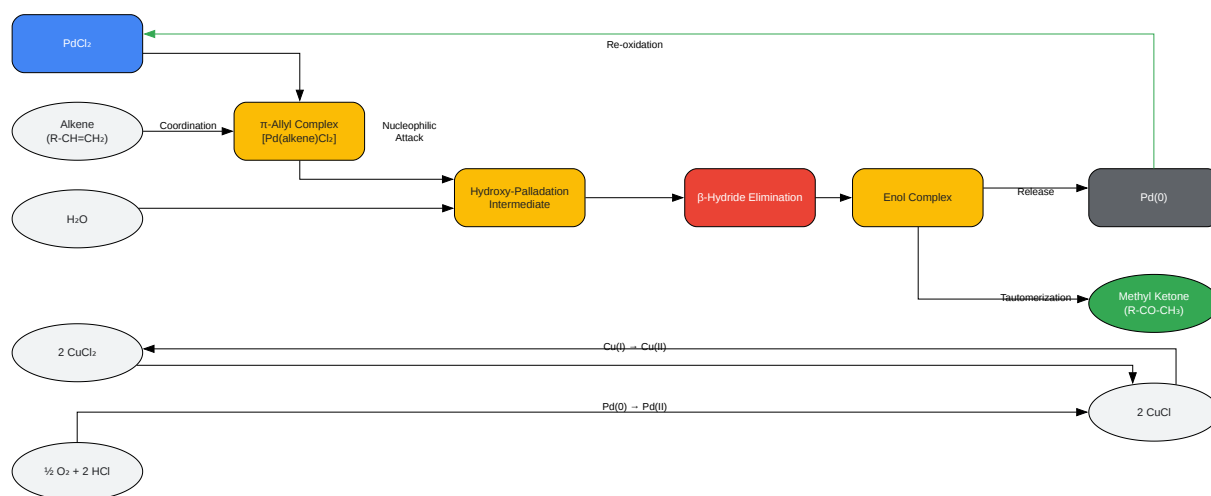 PdCl₂
Re-oxidation
Alkene
(R-CH=CH₂)
Coordination
π-Allyl Complex
[Pd(alkene)Cl₂]
Nucleophilic
Attack
H₂O
Hydroxy-Palladation
Intermediate
β-Hydride Elimination
Enol Complex
Release
Pd(0)
Tautomerization
Methyl Ketone
(R-CO-CH₃)
2 CuCl₂
Cu(I) → Cu(II)
Pd(0) → Pd(II)
2 CuCl
½ O₂ + 2 HCl